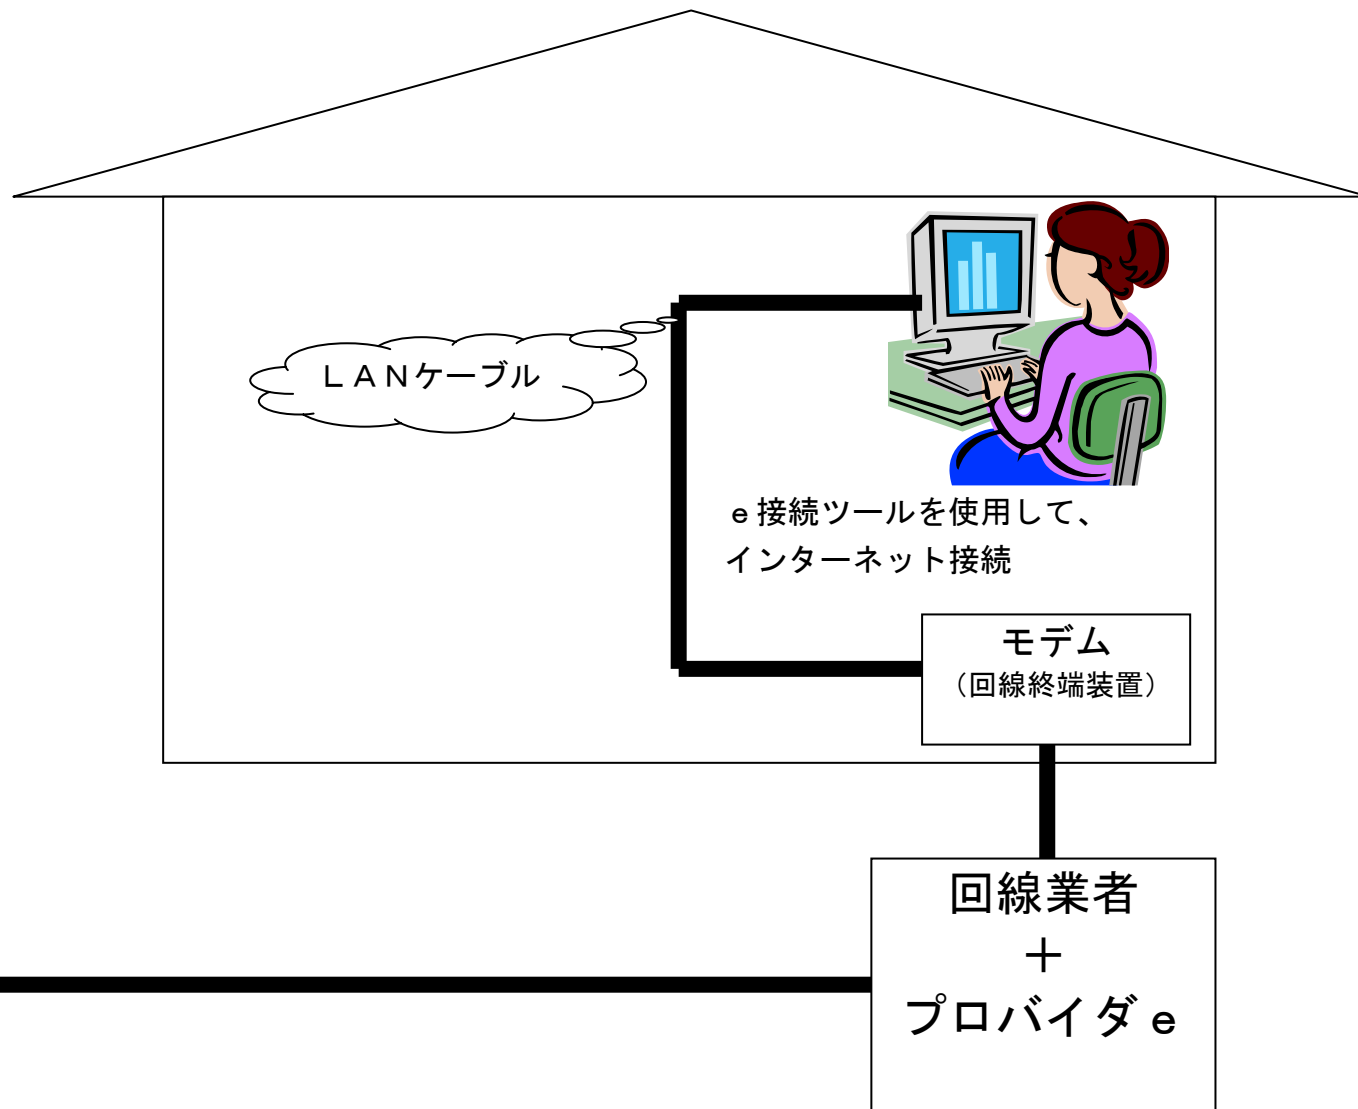 ＬＡＮケーブル
ｅ接続ツールを使用して、
インターネット接続
モデム
（回線終端装置）
回線業者
＋
プロバイダｅ